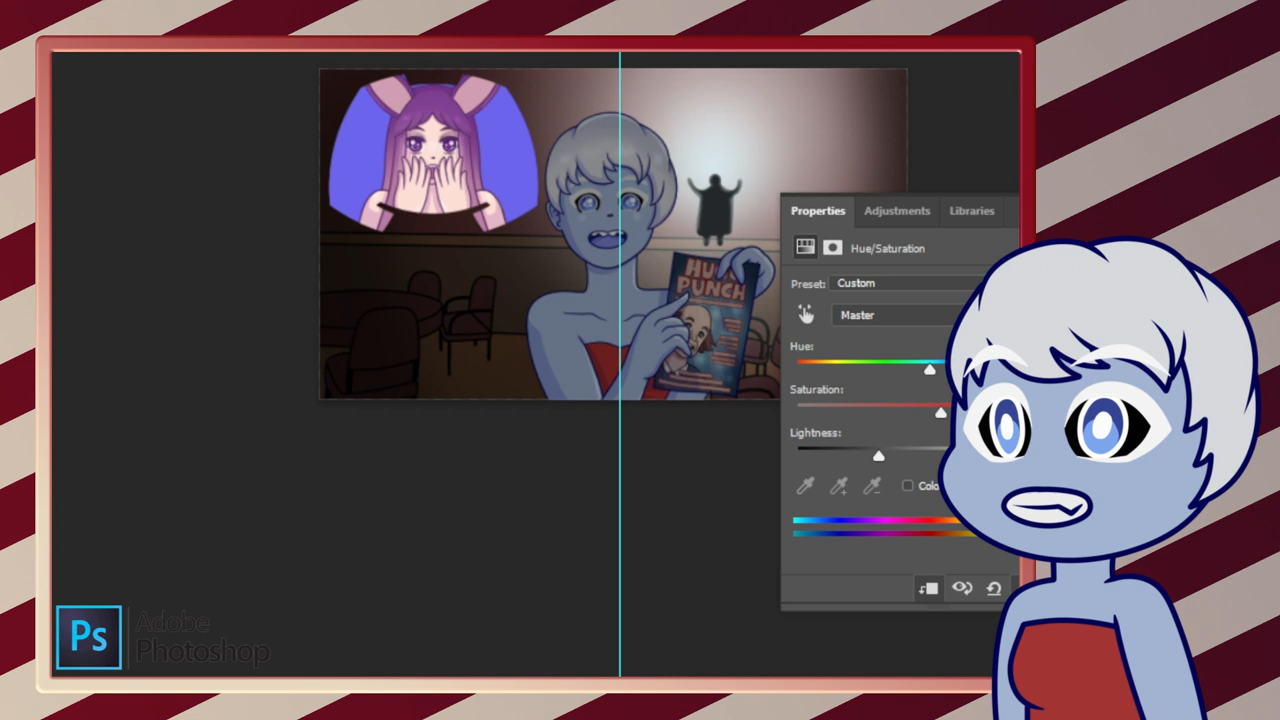 PUNCH
Properties
Adjustments
Libraries
Hue/Saturation
Preset:
Custom
Master
Hue:
Saturation:
Lightness:
Ps
Adobe
Photoshop